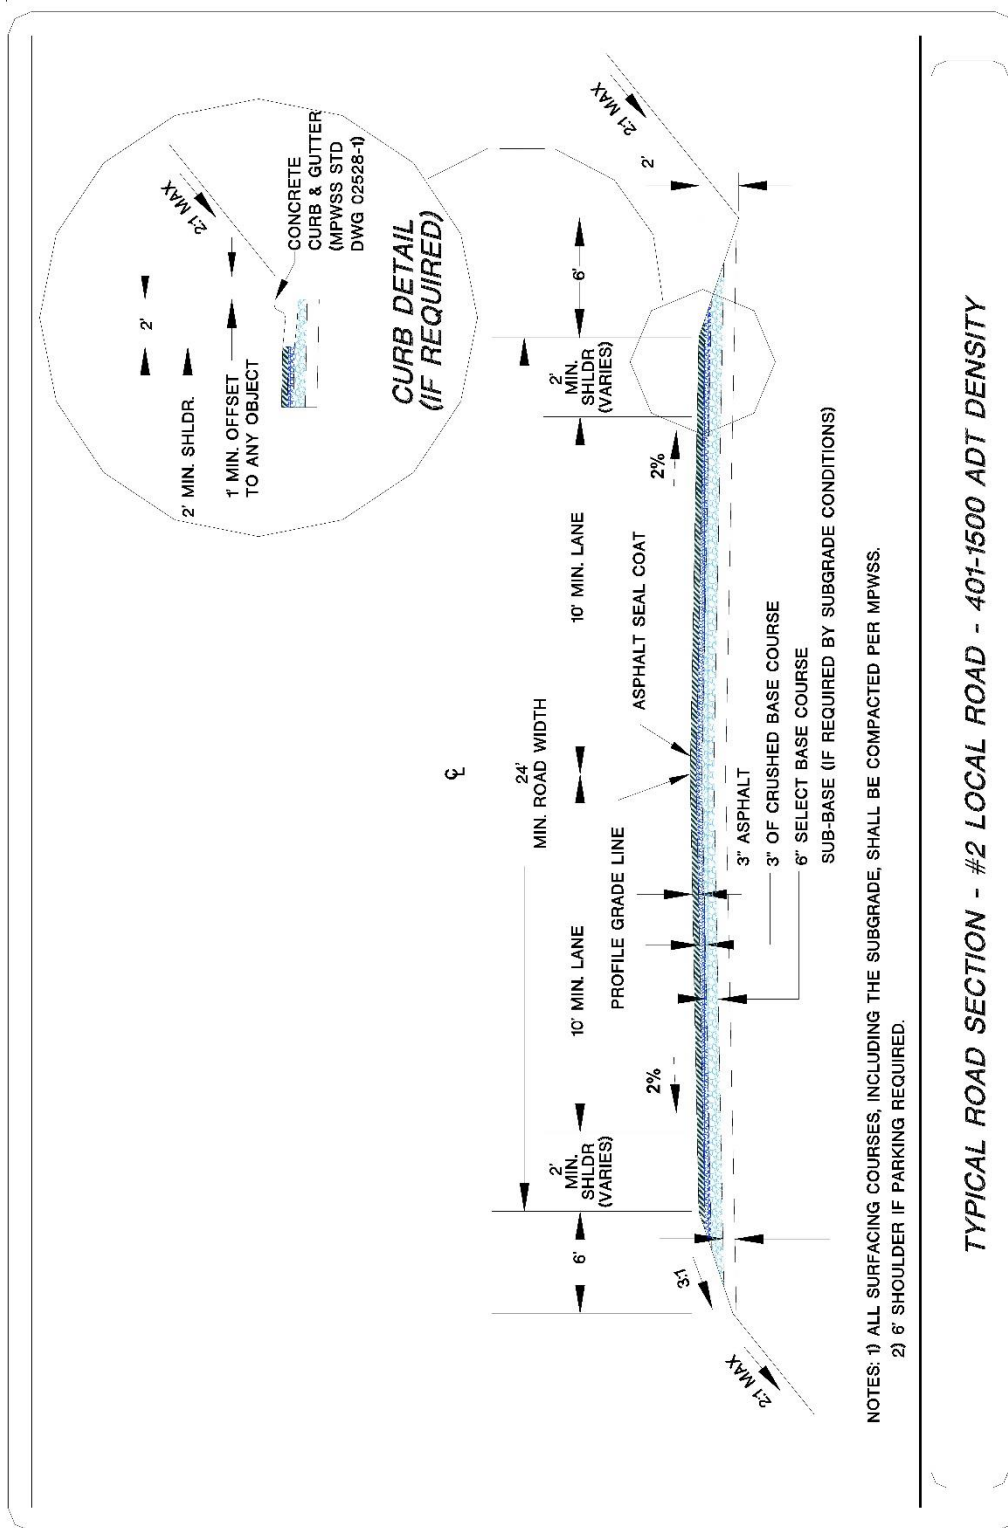 2:1 MAX
2'
2' MIN. SHLDR.
1' MIN. OFFSET
TO ANY OBJECT
CONCRETE
CURB & GUTTER
(MPWSS STD
DWG 02528-1)
CURB DETAIL
(IF REQUIRED)
℄
24'
MIN. ROAD WIDTH
6'
2'
MIN.
SHLDR
(VARIES)
10' MIN. LANE
10' MIN. LANE
2'
MIN.
SHLDR
(VARIES)
6'
2:1 MAX
2'
PROFILE GRADE LINE
ASPHALT SEAL COAT
2%
2%
3:1
2:1 MAX
3" ASPHALT
3" OF CRUSHED BASE COURSE
6" SELECT BASE COURSE
SUB-BASE (IF REQUIRED BY SUBGRADE CONDITIONS)
NOTES: 1) ALL SURFACING COURSES, INCLUDING THE SUBGRADE, SHALL BE COMPACTED PER MPWSS.
2) 6' SHOULDER IF PARKING REQUIRED.
TYPICAL ROAD SECTION - #2 LOCAL ROAD - 401-1500 ADT DENSITY